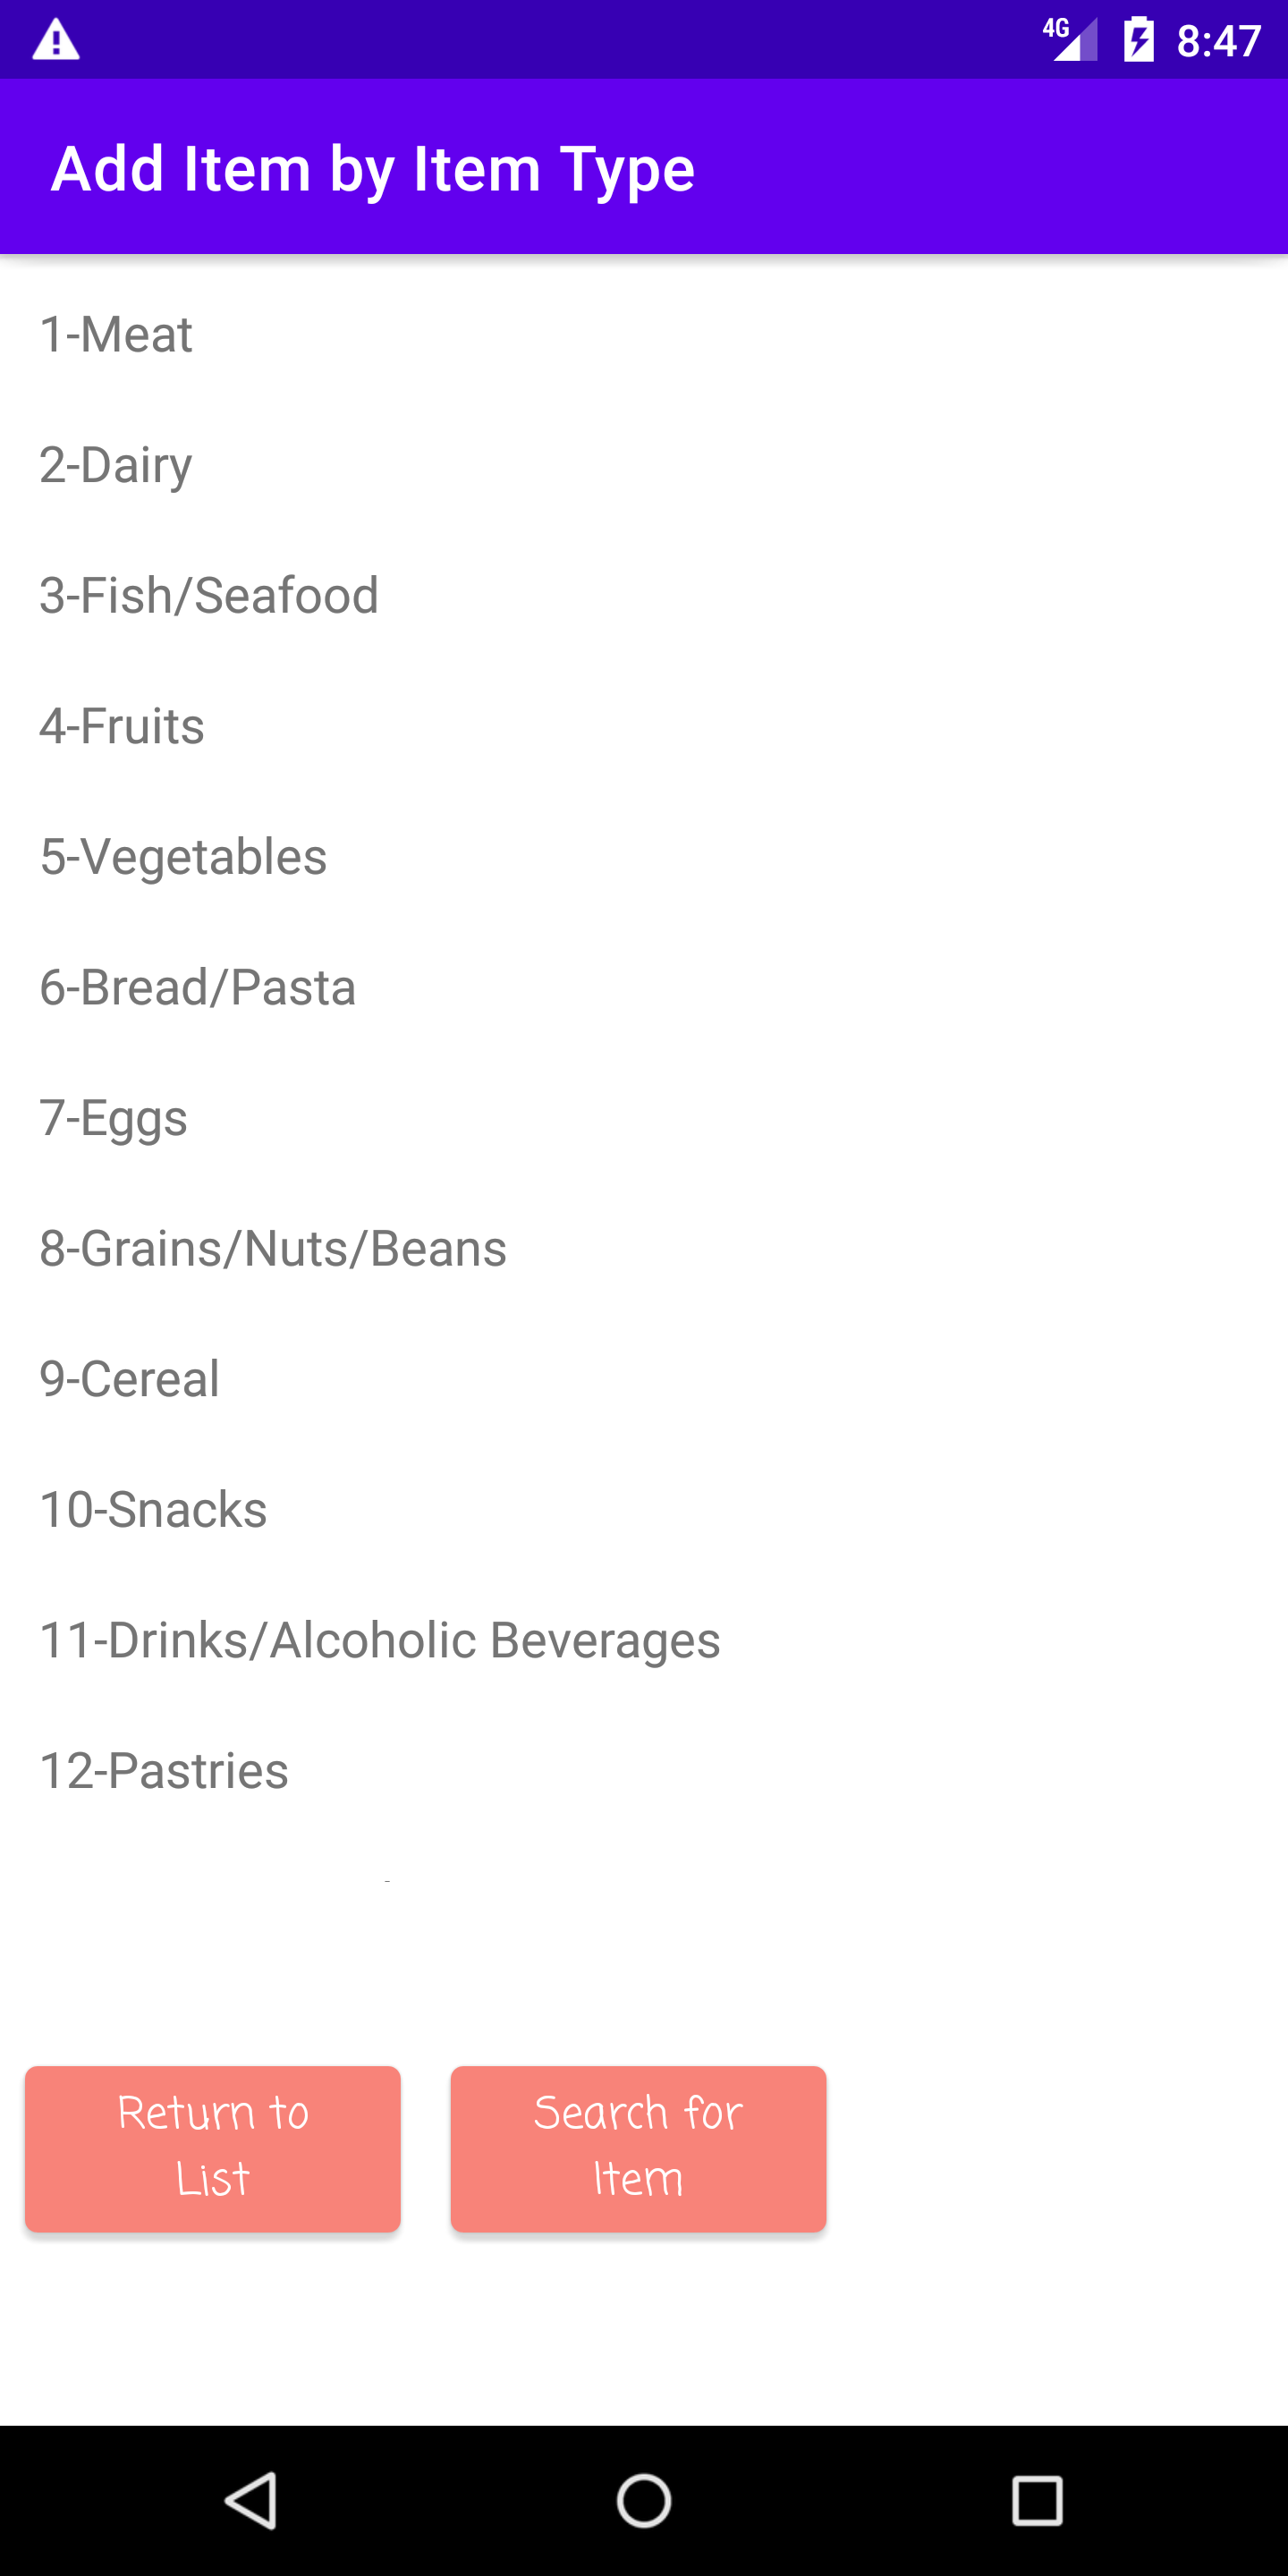 4G 8:47
Add Item by Item Type
1-Meat
2-Dairy
3-Fish/Seafood
4-Fruits
5-Vegetables
6-Bread/Pasta
7-Eggs
8-Grains/Nuts/Beans
9-Cereal
10-Snacks
11-Drinks/Alcoholic Beverages
12-Pastries
Return to
List
Search for
Item